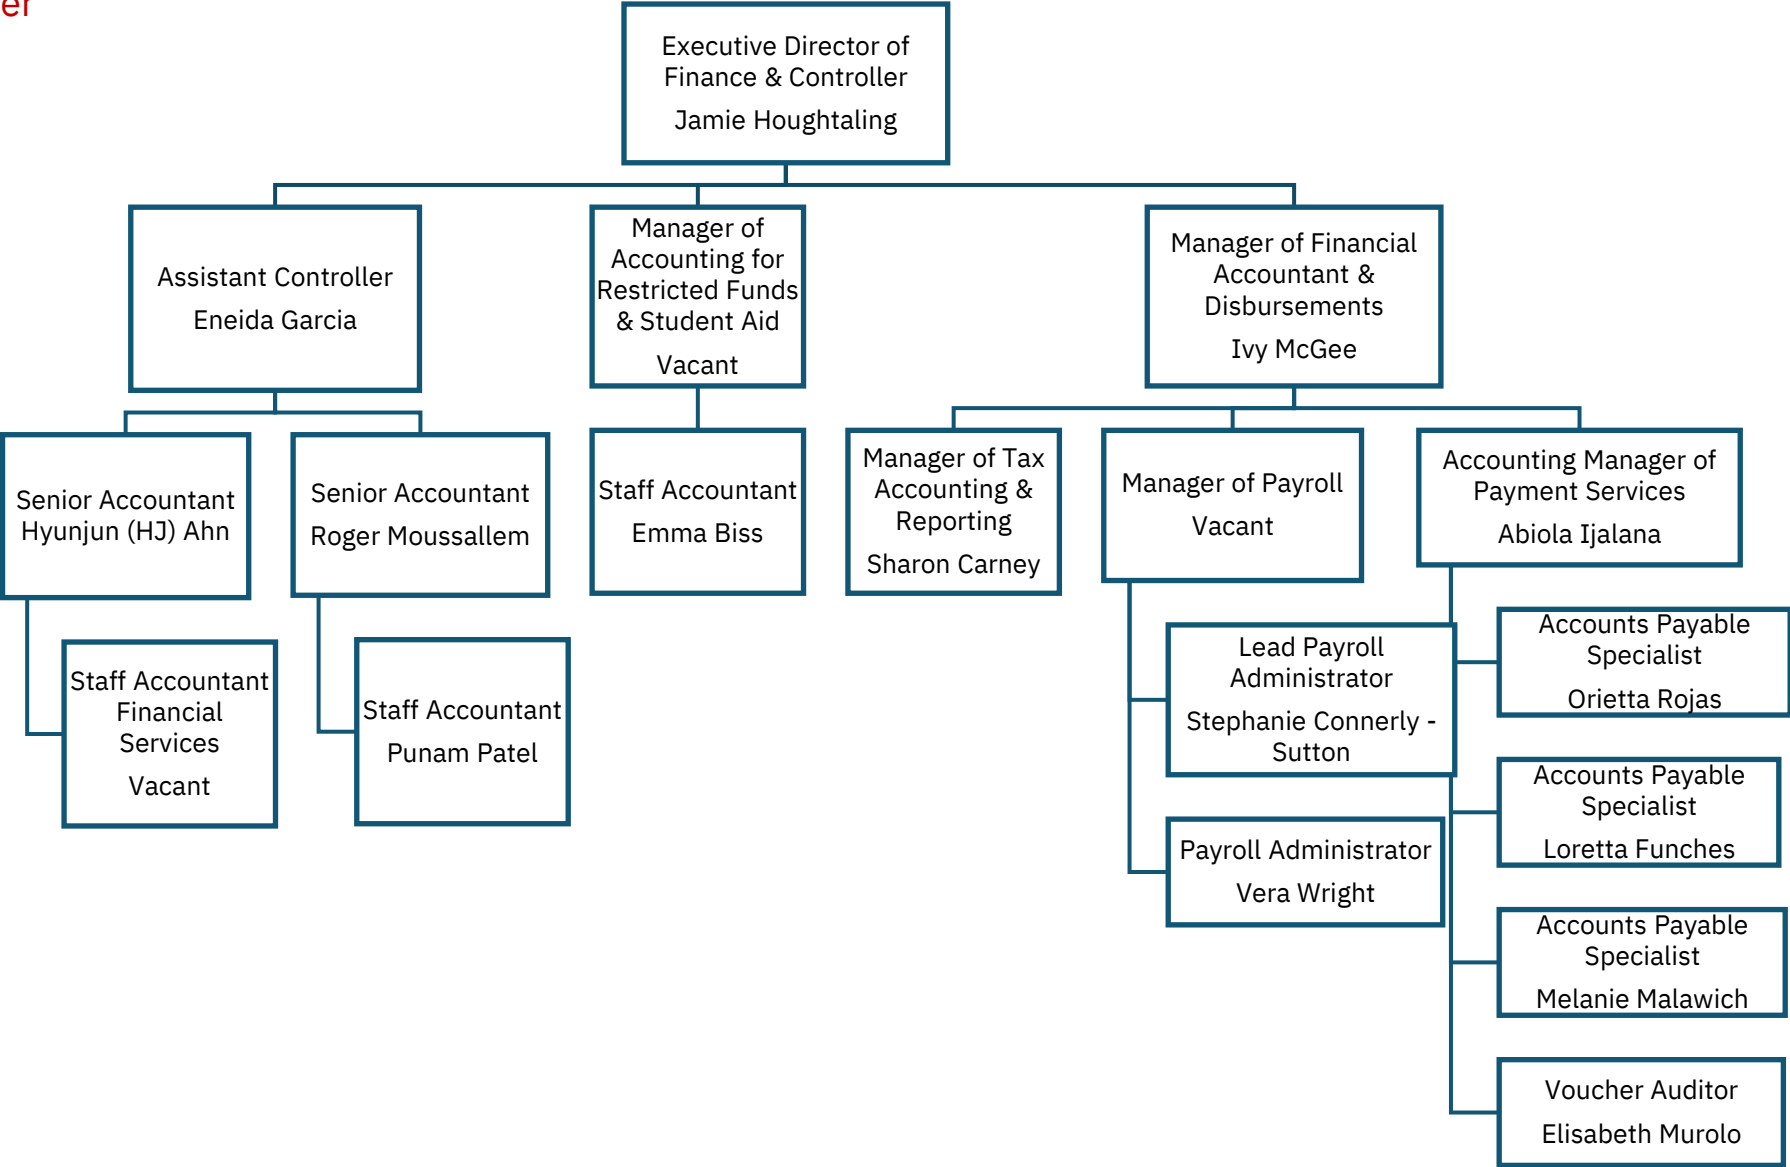 er
Executive Director of
Finance & Controller
Jamie Houghtaling
Assistant Controller
Eneida Garcia
Manager of
Accounting for
Restricted Funds
& Student Aid
Vacant
Manager of Financial
Accountant &
Disbursements
Ivy McGee
Senior Accountant
Hyunjun (HJ) Ahn
Senior Accountant
Roger Moussallem
Staff Accountant
Emma Biss
Manager of Tax
Accounting &
Reporting
Sharon Carney
Manager of Payroll
Vacant
Accounting Manager of
Payment Services
Abiola Ijalana
Staff Accountant
Financial
Services
Vacant
Staff Accountant
Punam Patel
Lead Payroll
Administrator
Stephanie Connerly -
Sutton
Payroll Administrator
Vera Wright
Accounts Payable
Specialist
Orietta Rojas
Accounts Payable
Specialist
Loretta Funches
Accounts Payable
Specialist
Melanie Malawich
Voucher Auditor
Elisabeth Murolo